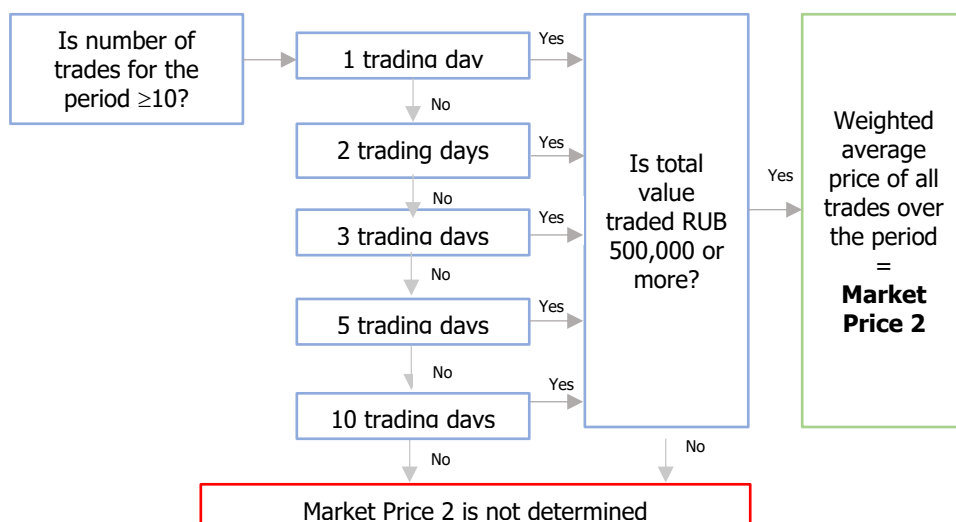 Is number of
trades for the
period ≥10?
1 trading day
Yes
No
2 trading days
Yes
No
3 trading days
Yes
No
5 trading days
Yes
No
10 trading days
Yes
No
Is total
value
traded RUB
500,000 or
more?
Yes
No
Weighted
average
price of all
trades over
the period
=
Market
Price 2
Market Price 2 is not determined